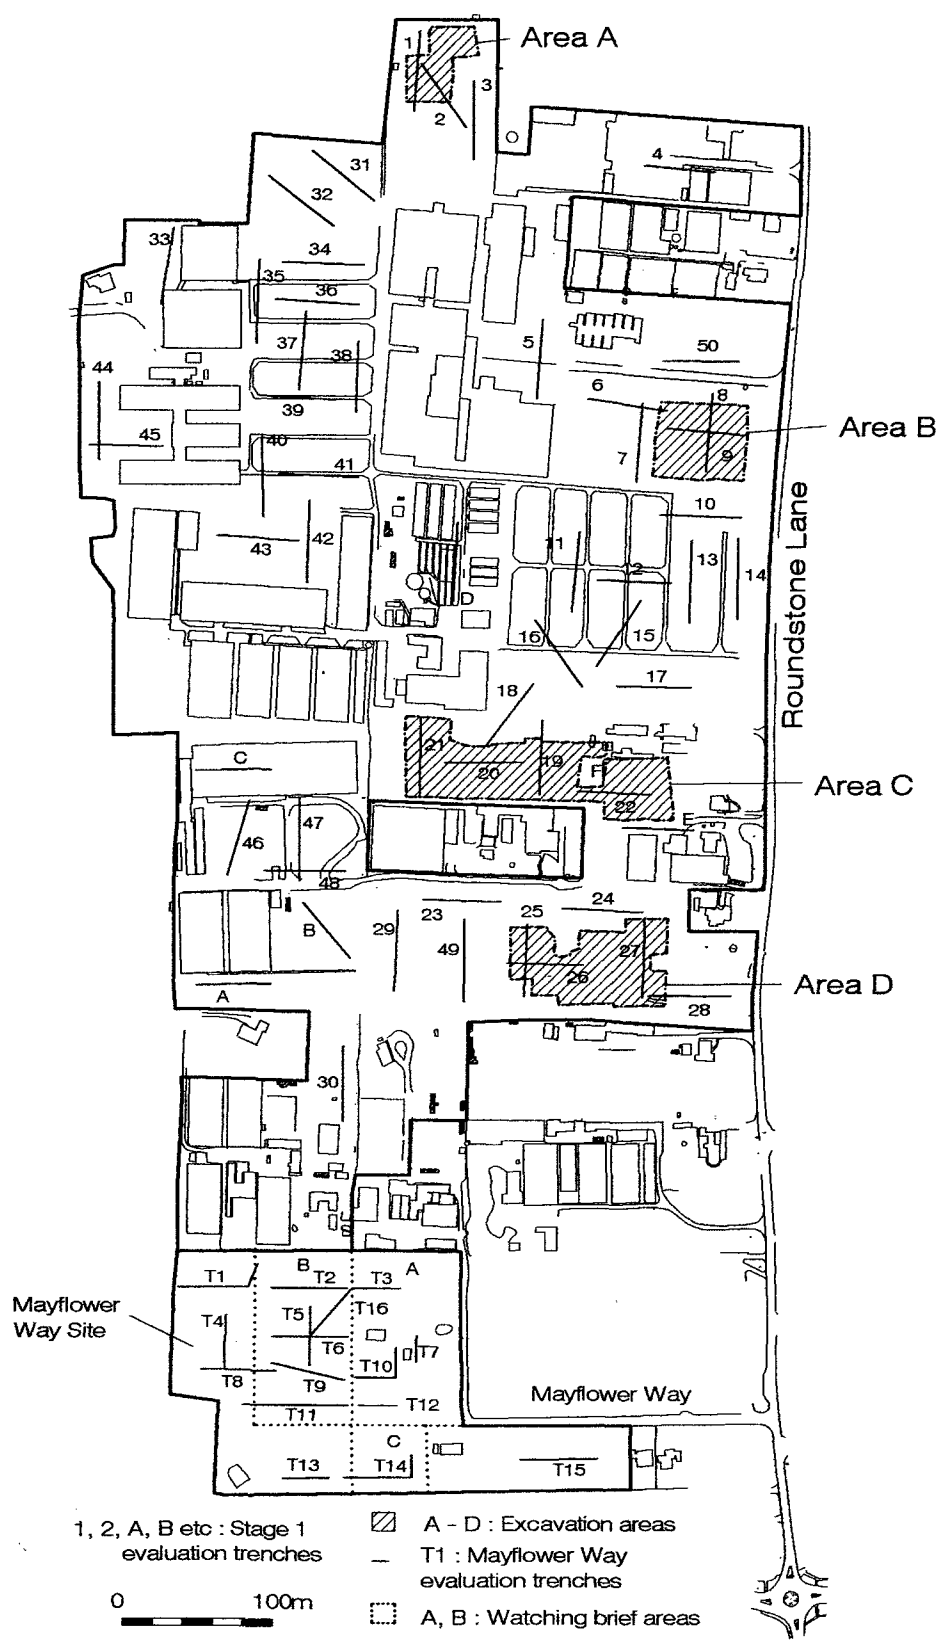 1
Area A
3
2
31
4
32
33
34
35
36
37
38
5
50
44
6
8
39
Area B
45
40
7
9
41
10
Roundstone Lane
43
42
11
13
12
14
D
16
15
17
18
21
19
C
20
F
Area C
22
46
47
E
48
24
B
29
23
25
49
27
26
Area D
A
28
30
B
A
T1
T2
T3
Mayflower
Way Site
T4
T5
T16
T6
T7
T10
T8
T9
Mayflower Way
T11
T12
C
T13
T14
T15
1, 2, A, B etc : Stage 1
evaluation trenches
A - D : Excavation areas
T1 : Mayflower Way
evaluation trenches
0 100m
A, B : Watching brief areas